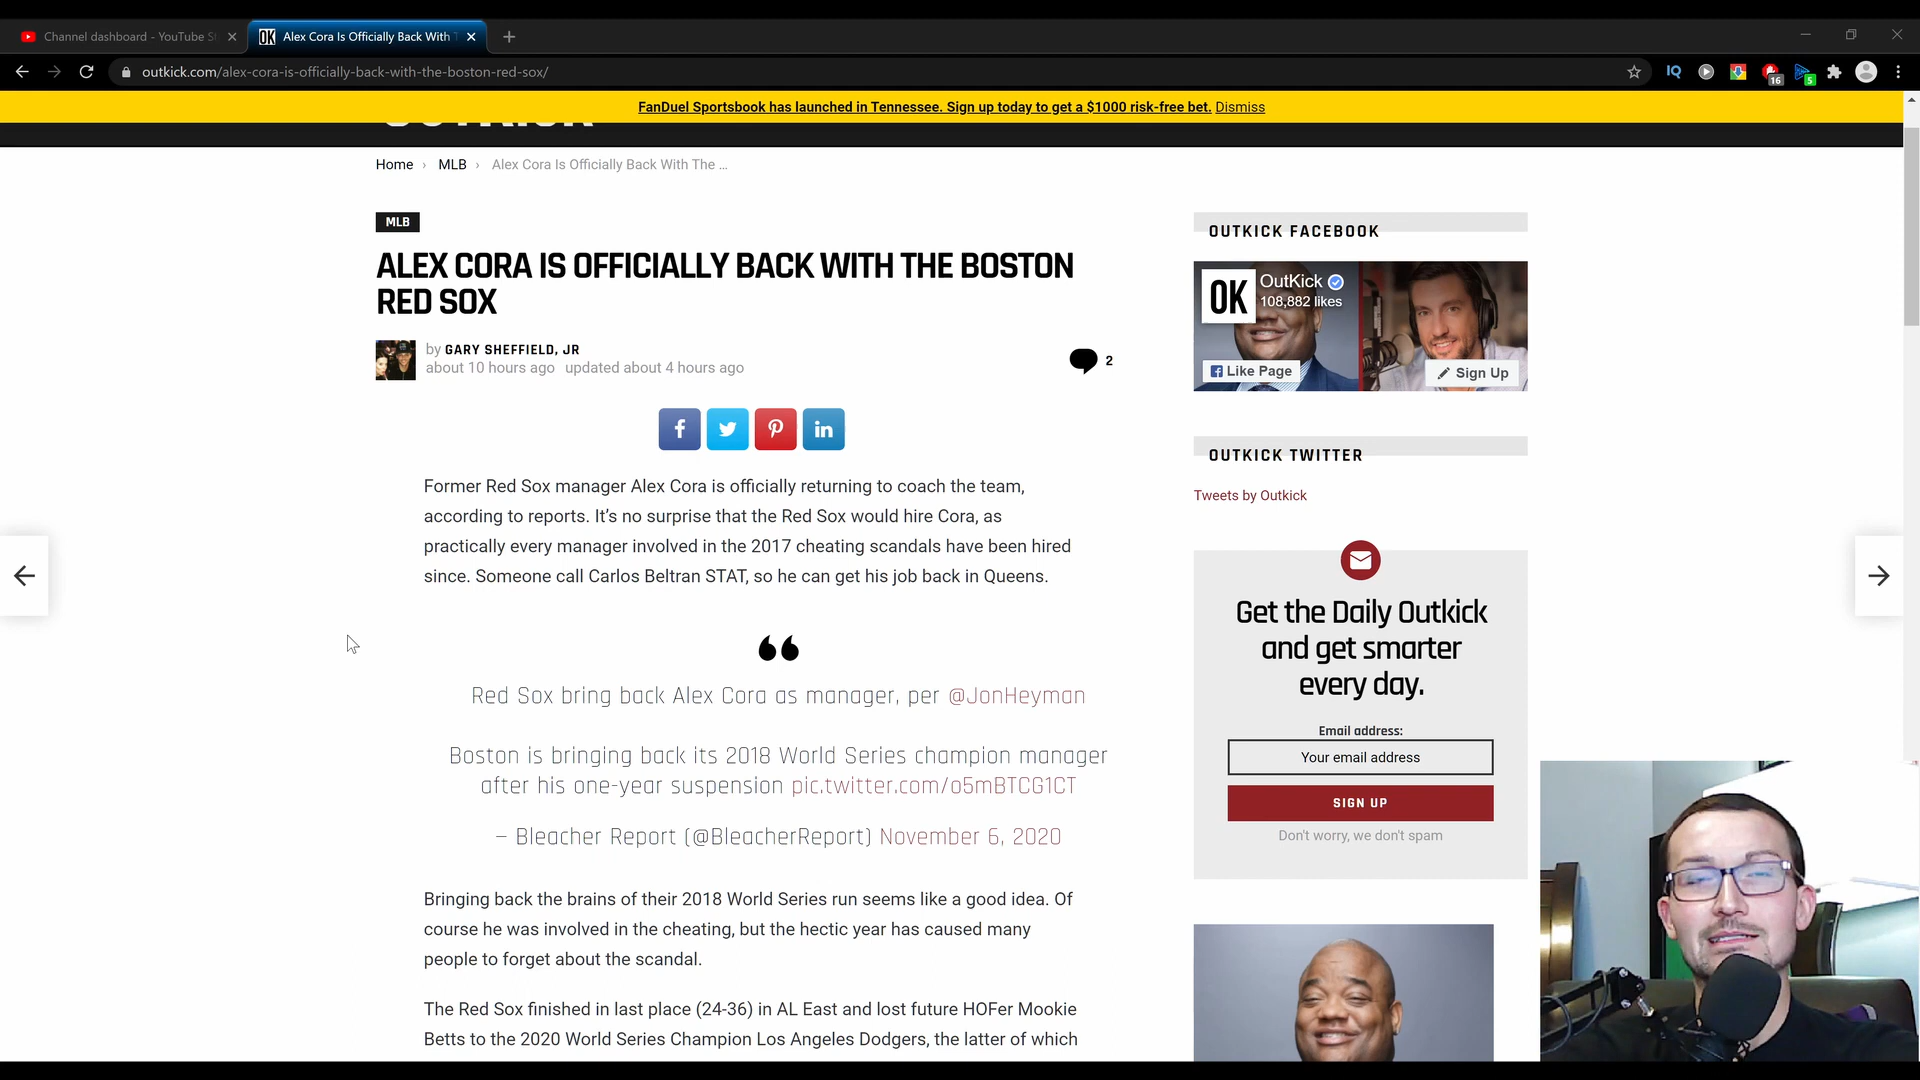 Channel dashboard - YouTube S
Alex Cora Is Officially Back With T
outkick.com/alex-cora-is-officially-back-with-the-boston-red-sox/
IQ
16
5
FanDuel Sportsbook has launched in Tennessee. Sign up today to get a $1000 risk-free bet. Dismiss
OUTKICK
Home › MLB › Alex Cora Is Officially Back With The ...
MLB
ALEX CORA IS OFFICIALLY BACK WITH THE BOSTON
RED SOX
by GARY SHEFFIELD, JR
about 10 hours ago updated about 4 hours ago
2
Former Red Sox manager Alex Cora is officially returning to coach the team,
according to reports. It's no surprise that the Red Sox would hire Cora, as
practically every manager involved in the 2017 cheating scandals have been hired
since. Someone call Carlos Beltran STAT, so he can get his job back in Queens.
Red Sox bring back Alex Cora as manager, per @JonHeyman
Boston is bringing back its 2018 World Series champion manager
after his one-year suspension pic.twitter.com/o5mBTCG1CT
— Bleacher Report (@BleacherReport) November 6, 2020
Bringing back the brains of their 2018 World Series run seems like a good idea. Of
course he was involved in the cheating, but the hectic year has caused many
people to forget about the scandal.
The Red Sox finished in last place (24-36) in AL East and lost future HOFer Mookie
Betts to the 2020 World Series Champion Los Angeles Dodgers, the latter of which
OUTKICK FACEBOOK
OK
OutKick
108,882 likes
Like Page
Sign Up
OUTKICK TWITTER
Tweets by Outkick
Get the Daily Outkick
and get smarter
every day.
Email address:
Your email address
SIGN UP
Don't worry, we don't spam